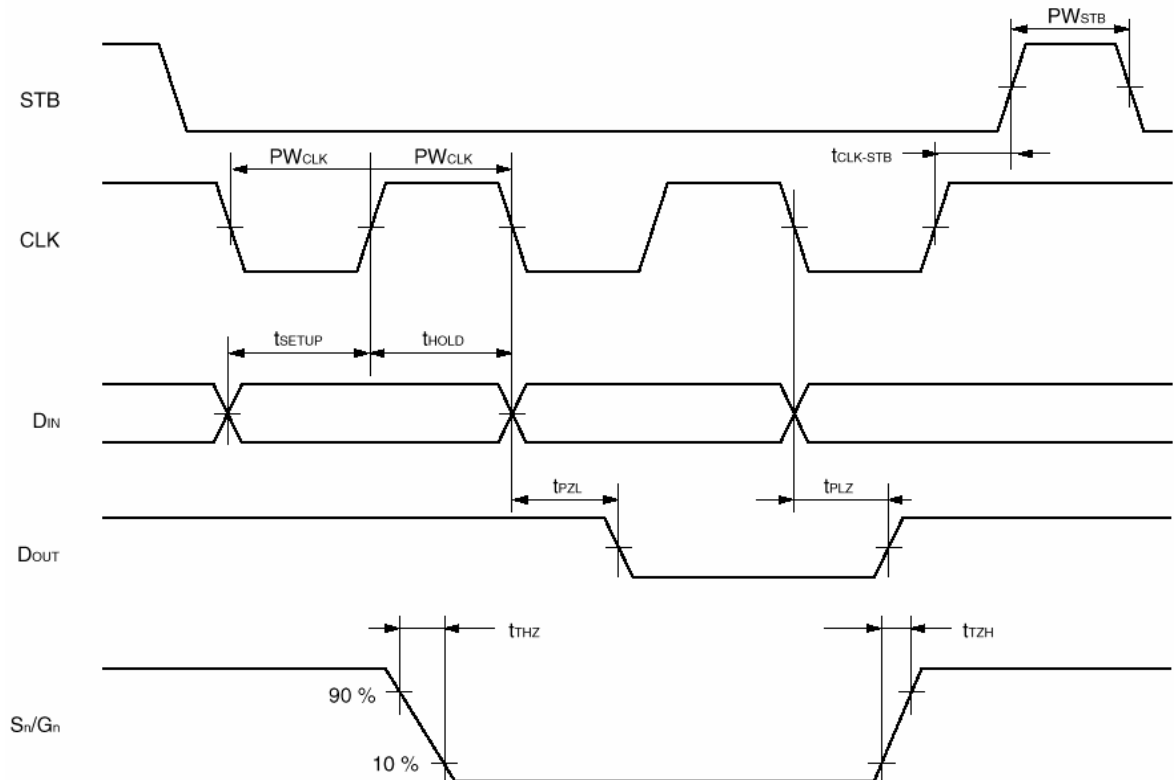 PWSTB
STB
PWCLK PWCLK tCLK-STB
CLK
tSETUP tHOLD
DIN
tPZL tPLZ
DOUT
tTHZ tTZH
90 %
Sn/Gn
10 %